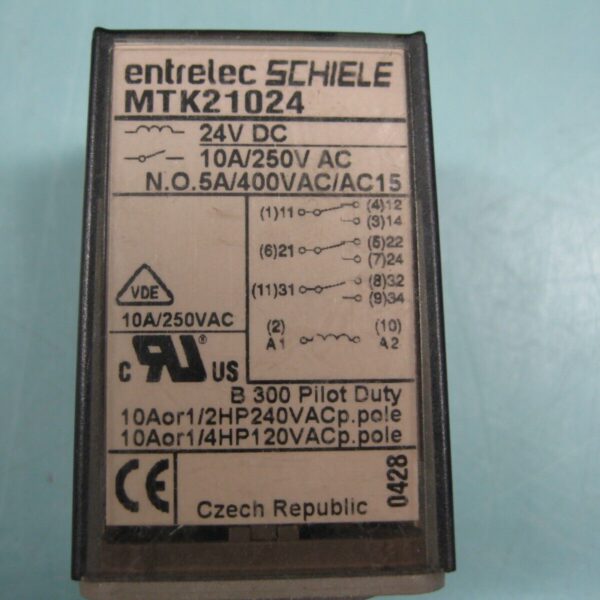 entrelec SCHIELE
MTK21024
24V DC
10A/250V AC
N.O.5A/400VAC/AC15
(1)11 (4)12
(3)14
(6)21 (5)22
(7)24
(11)31 (8)32
(9)34
(2) (10)
A1 A2
VDE
10A/250VAC
C RU® US
B 300 Pilot Duty
10Aor1/2HP240VACp.pole
10Aor1/4HP120VACp.pole
CE
Czech Republic
0428